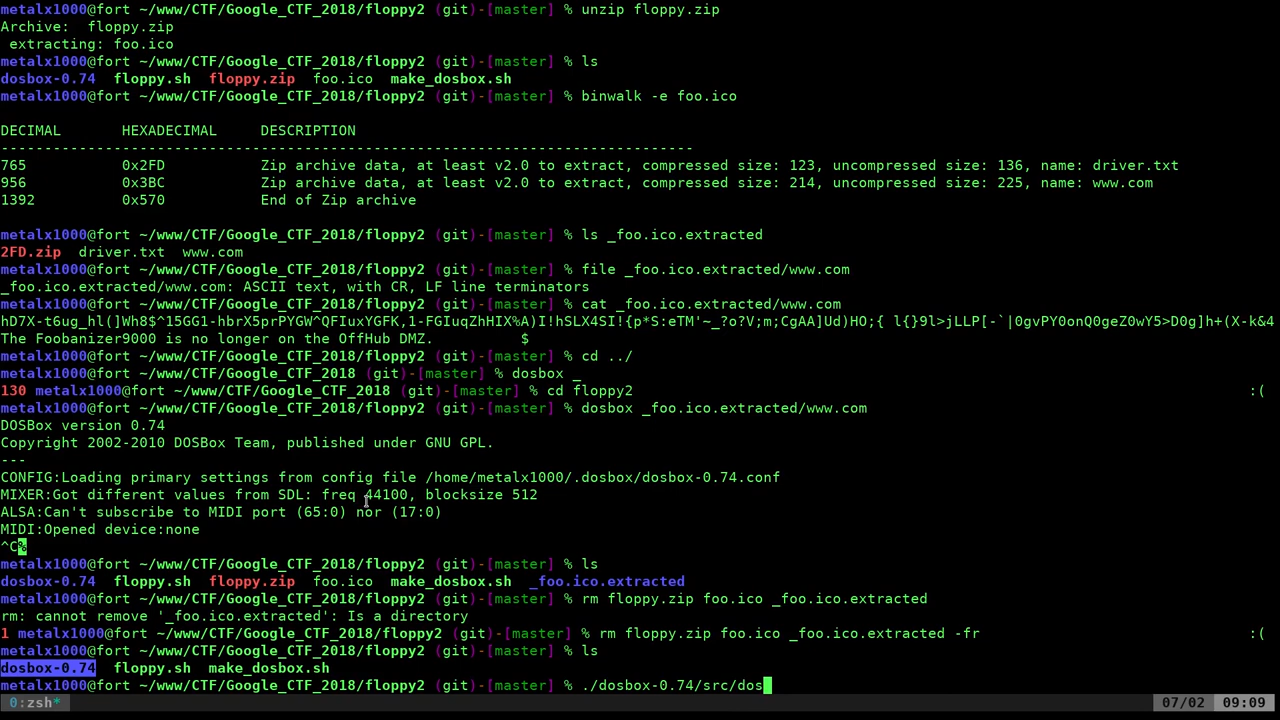 metalx1000@fort ~/www/CTF/Google_CTF_2018/floppy2 (git)-[master] % unzip floppy.zip
Archive:  floppy.zip
 extracting: foo.ico
metalx1000@fort ~/www/CTF/Google_CTF_2018/floppy2 (git)-[master] % ls
dosbox-0.74  floppy.sh  floppy.zip  foo.ico  make_dosbox.sh
metalx1000@fort ~/www/CTF/Google_CTF_2018/floppy2 (git)-[master] % binwalk -e foo.ico
DECIMAL       HEXADECIMAL     DESCRIPTION
--------------------------------------------------------------------------------
765           0x2FD           Zip archive data, at least v2.0 to extract, compressed size: 123, uncompressed size: 136, name: driver.txt
956           0x3BC           Zip archive data, at least v2.0 to extract, compressed size: 214, uncompressed size: 225, name: www.com
1392          0x570           End of Zip archive
metalx1000@fort ~/www/CTF/Google_CTF_2018/floppy2 (git)-[master] % ls _foo.ico.extracted
2FD.zip  driver.txt  www.com
metalx1000@fort ~/www/CTF/Google_CTF_2018/floppy2 (git)-[master] % file _foo.ico.extracted/www.com
_foo.ico.extracted/www.com: ASCII text, with CR, LF line terminators
metalx1000@fort ~/www/CTF/Google_CTF_2018/floppy2 (git)-[master] % cat _foo.ico.extracted/www.com
hD7X-t6ug_hl(]Wh8$^15GG1-hbrX5prPYGW^QFIuxYGFK,1-FGIuqZhHIX%A)I!hSLX4SI!{p*S:eTM'~_?o?V;m;CgAA]Ud)HO;{ l{}9l>jLLP[-`|0gvPY0onQ0geZ0wY5>D0g]h+(X-k&4
The Foobanizer9000 is no longer on the OffHub DMZ.          $
metalx1000@fort ~/www/CTF/Google_CTF_2018/floppy2 (git)-[master] % cd ../
metalx1000@fort ~/www/CTF/Google_CTF_2018 (git)-[master] % dosbox _
130 metalx1000@fort ~/www/CTF/Google_CTF_2018 (git)-[master] % cd floppy2 :(
metalx1000@fort ~/www/CTF/Google_CTF_2018/floppy2 (git)-[master] % dosbox _foo.ico.extracted/www.com
DOSBox version 0.74
Copyright 2002-2010 DOSBox Team, published under GNU GPL.
---
CONFIG:Loading primary settings from config file /home/metalx1000/.dosbox/dosbox-0.74.conf
MIXER:Got different values from SDL: freq 44100, blocksize 512
ALSA:Can't subscribe to MIDI port (65:0) nor (17:0)
MIDI:Opened device:none
^C%
metalx1000@fort ~/www/CTF/Google_CTF_2018/floppy2 (git)-[master] % ls
dosbox-0.74  floppy.sh  floppy.zip  foo.ico  make_dosbox.sh  _foo.ico.extracted
metalx1000@fort ~/www/CTF/Google_CTF_2018/floppy2 (git)-[master] % rm floppy.zip foo.ico _foo.ico.extracted
rm: cannot remove '_foo.ico.extracted': Is a directory
1 metalx1000@fort ~/www/CTF/Google_CTF_2018/floppy2 (git)-[master] % rm floppy.zip foo.ico _foo.ico.extracted -fr :(
metalx1000@fort ~/www/CTF/Google_CTF_2018/floppy2 (git)-[master] % ls
dosbox-0.74  floppy.sh  make_dosbox.sh
metalx1000@fort ~/www/CTF/Google_CTF_2018/floppy2 (git)-[master] % ./dosbox-0.74/src/dos
0:zsh* 07/02 09:09